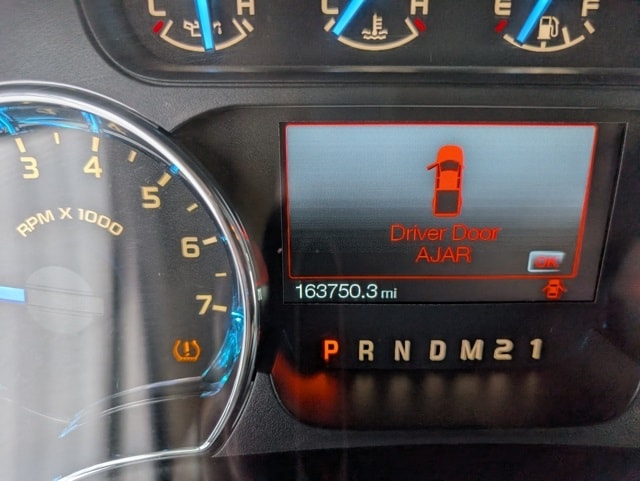 L H L H E F
3 4 5 6 7
RPM X 1000
Driver Door
AJAR
OK
163750.3 mi
P R N D M 2 1